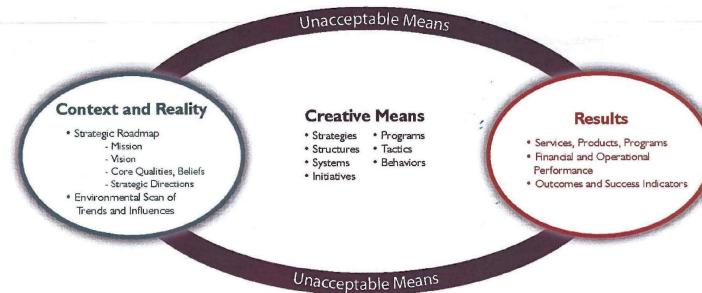 Unacceptable Means
Context and Reality
• Strategic Roadmap
- Mission
- Vision
- Core Qualities, Beliefs
- Strategic Directions
• Environmental Scan of
Trends and Influences
Creative Means
• Strategies • Programs
• Structures • Tactics
• Systems • Behaviors
• Initiatives
Results
• Services, Products, Programs
• Financial and Operational
Performance
• Outcomes and Success Indicators
Unacceptable Means